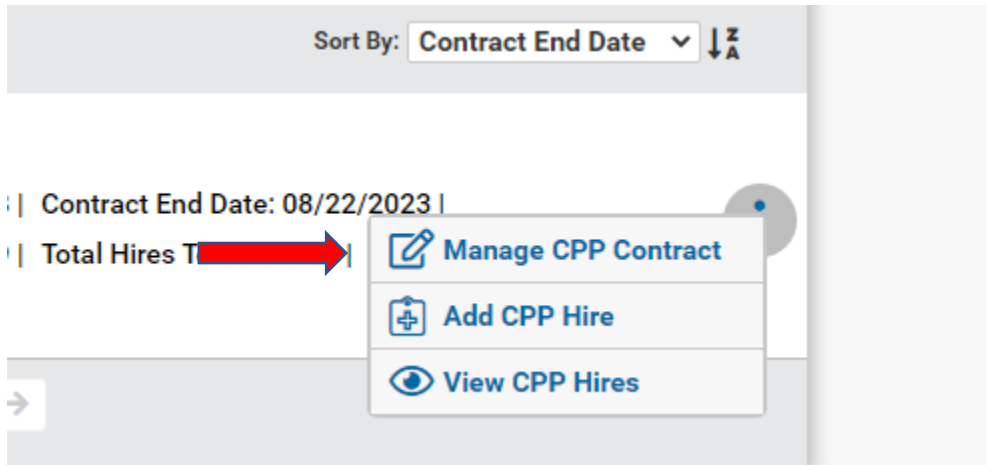 Sort By: Contract End Date
| Contract End Date: 08/22/2023 |
| Total Hires |
Manage CPP Contract
Add CPP Hire
View CPP Hires